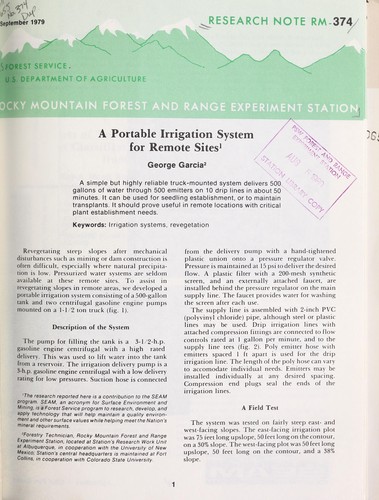 No 374
Dup
September 1979
RESEARCH NOTE RM-374
FOREST SERVICE
U.S. DEPARTMENT OF AGRICULTURE
ROCKY MOUNTAIN FOREST AND RANGE EXPERIMENT STATION
A Portable Irrigation System
for Remote Sites¹
George Garcia²
STATION LIBRARY COPY
A simple but highly reliable truck-mounted system delivers 500
gallons of water through 500 emitters on 10 drip lines in about 50
minutes. It can be used for seedling establishment, or to maintain
transplants. It should prove useful in remote locations with critical
plant establishment needs.
Keywords: Irrigation systems, revegetation
Revegetating steep slopes after mechanical
disturbances such as mining or dam construction is
often difficult, especially where natural precipita-
tion is low. Pressurized water systems are seldom
available at these remote sites. To assist in
revegetating slopes in remote areas, we developed a
portable irrigation system consisting of a 500-gallon
tank and two centrifugal gasoline engine pumps
mounted on a 1-1/2 ton truck (fig. 1).
Description of the System
The pump for filling the tank is a 3-1/2-h.p.
gasoline engine centrifugal with a high rated
delivery. This was used to lift water into the tank
from a reservoir. The irrigation delivery pump is a
3-h.p. gasoline engine centrifugal with a low delivery
rating for low pressures. Suction hose is connected
¹The research reported here is a contribution to the SEAM
program. SEAM, an acronym for Surface Environment and
Mining, is a Forest Service program to research, develop, and
apply technology that will help maintain a quality environ-
ment and other surface values while helping meet the Nation's
mineral requirements.
²Forestry Technician, Rocky Mountain Forest and Range
Experiment Station, located at Station's Research Work Unit
at Albuquerque, in cooperation with the University of New
Mexico; Station's central headquarters is maintained at Fort
Collins, in cooperation with Colorado State University.
from the delivery pump with a hand-tightened
plastic union onto a pressure regulator valve.
Pressure is maintained at 15 psi to deliver the desired
flow. A plastic filter with a 200-mesh synthetic
screen, and an externally attached faucet, are
installed behind the pressure regulator on the main
supply line. The faucet provides water for washing
the screen after each use.
The supply line is assembled with 2-inch PVC
(polyvinyl chloride) pipe, although steel or plastic
lines may be used. Drip irrigation lines with
attached compression fittings are connected to flow
controls rated at 1 gallon per minute, and to the
supply line tees (fig. 2). Poly emitter hose with
emitters spaced 1 ft apart is used for the drip
irrigation line. The length of the poly hose can vary
to accomodate individual needs. Emitters may be
installed individually at any desired spacing.
Compression end plugs seal the ends of the
irrigation lines.
A Field Test
The system was tested on fairly steep east- and
west-facing slopes. The east-facing irrigation plot
was 75 feet long upslope, 50 feet long on the contour,
on a 30% slope. The west-facing plot was 50 feet long
upslope, 50 feet long on the contour, and a 38%
slope.
1